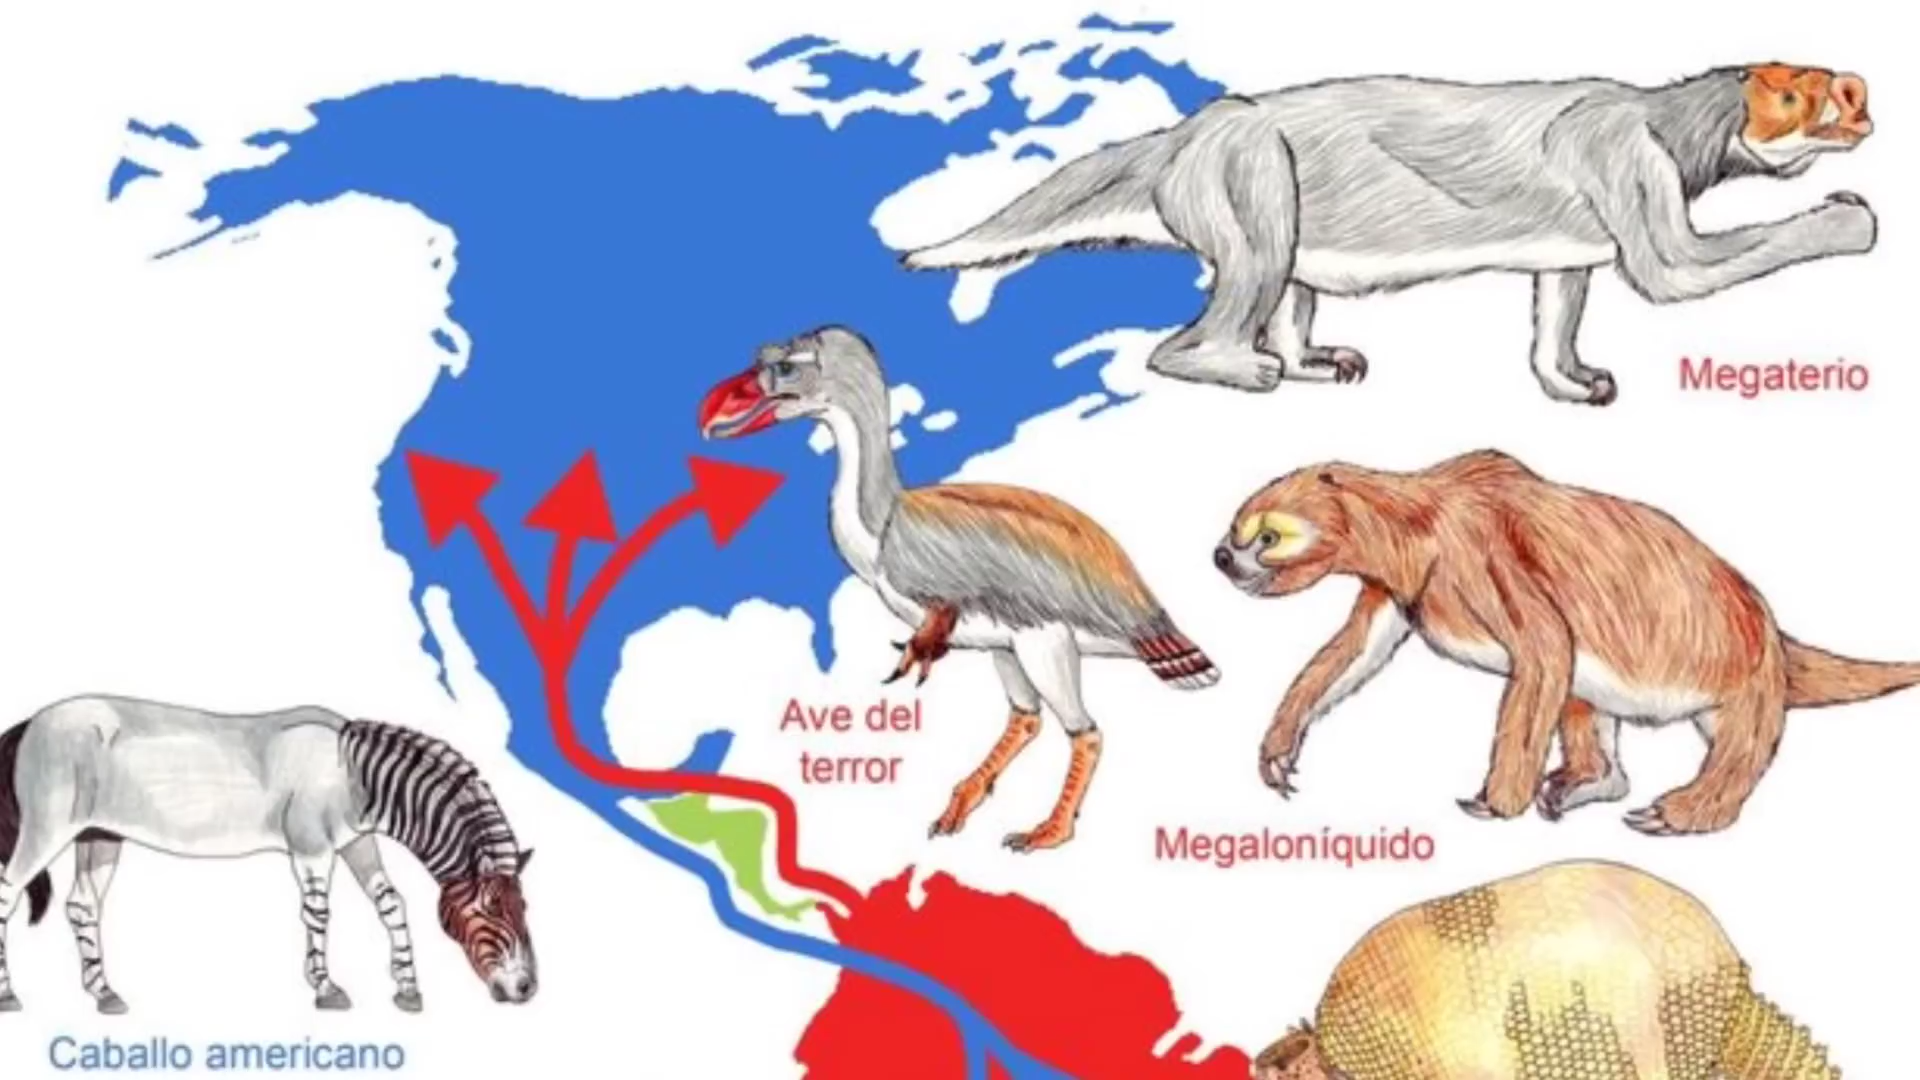 Megaterio
Ave del
terror
Megaloníquido
Caballo americano